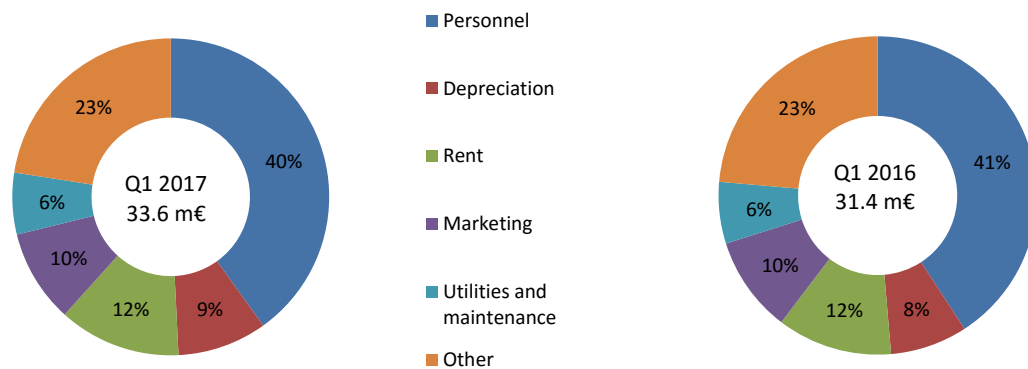 23%
40%
6%
10%
12%
9%
Q1 2017
33.6 m€
Personnel
Depreciation
Rent
Marketing
Utilities and
maintenance
Other
23%
41%
6%
10%
12%
8%
Q1 2016
31.4 m€